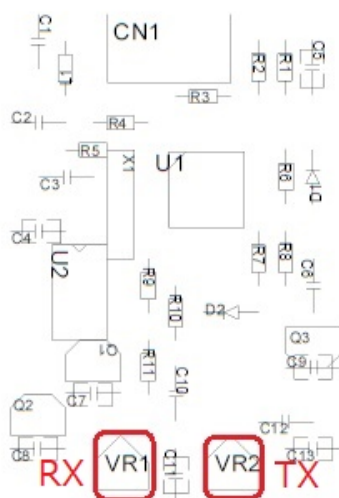 C1
CN1
L1
R2
R1
C5
R3
C2
R4
R5
X1
U1
C3
R6
D1
C4
U2
R7
R8
R9
C6
R10
D2
Q1
Q3
R11
C9
C7
C10
Q2
C12
C8
RX
VR1
C11
VR2
TX
C13